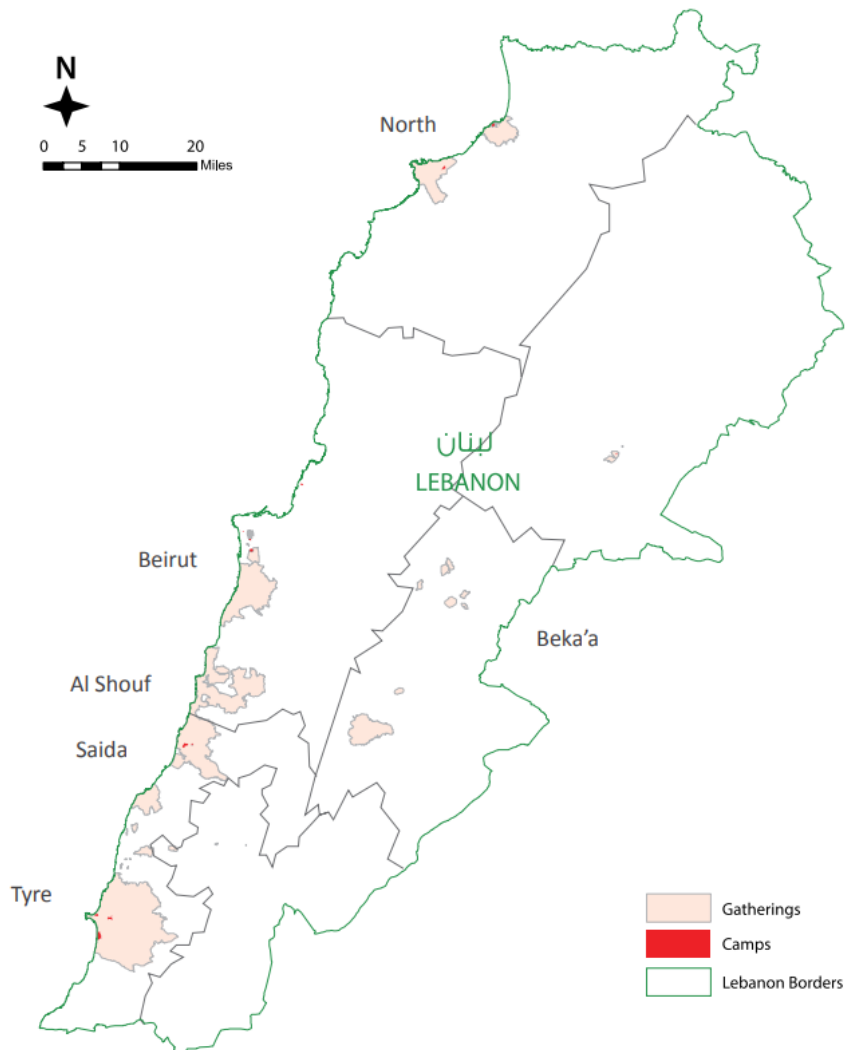 N
0 5 10 20
Miles
North
لبنان
LEBANON
Beirut
Beka’a
Al Shouf
Saida
Tyre
Gatherings
Camps
Lebanon Borders